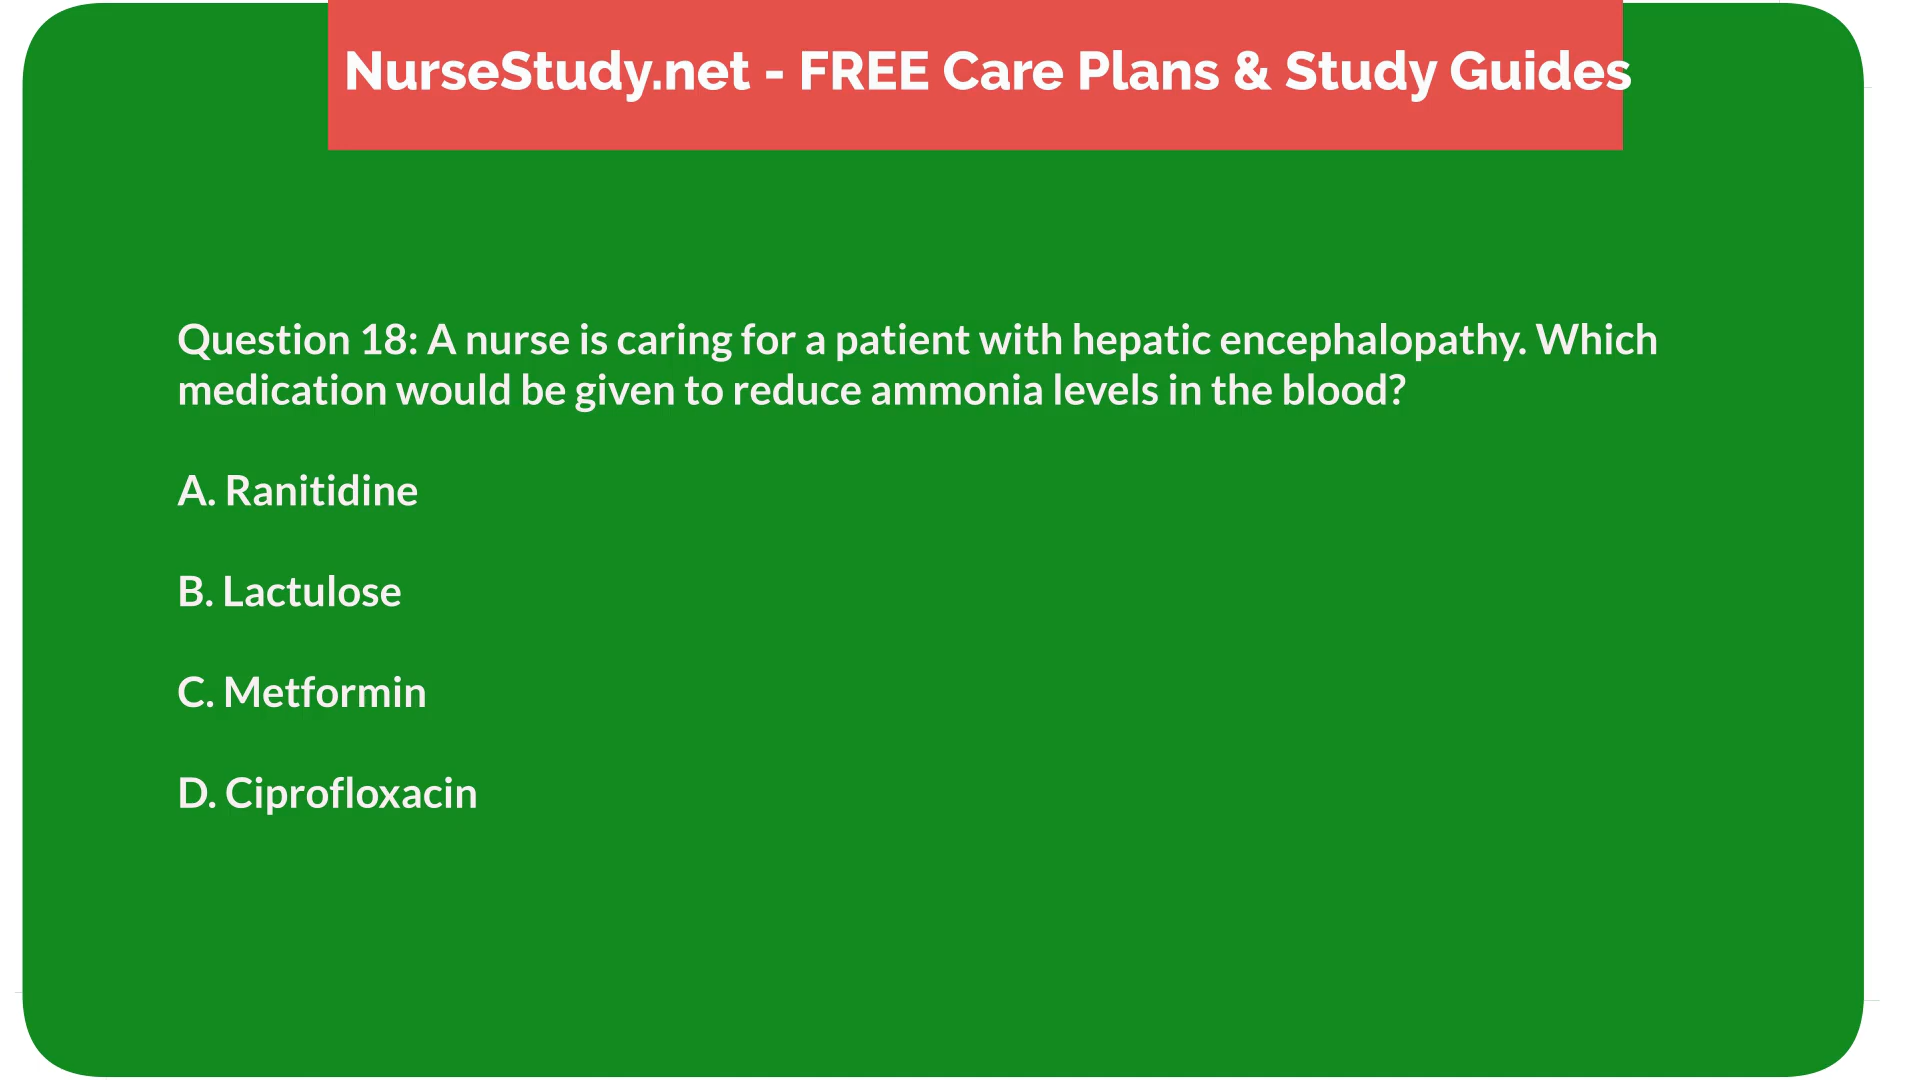 NurseStudy.net - FREE Care Plans & Study Guides
Question 18: A nurse is caring for a patient with hepatic encephalopathy. Which
medication would be given to reduce ammonia levels in the blood?
A. Ranitidine
B. Lactulose
C. Metformin
D. Ciprofloxacin